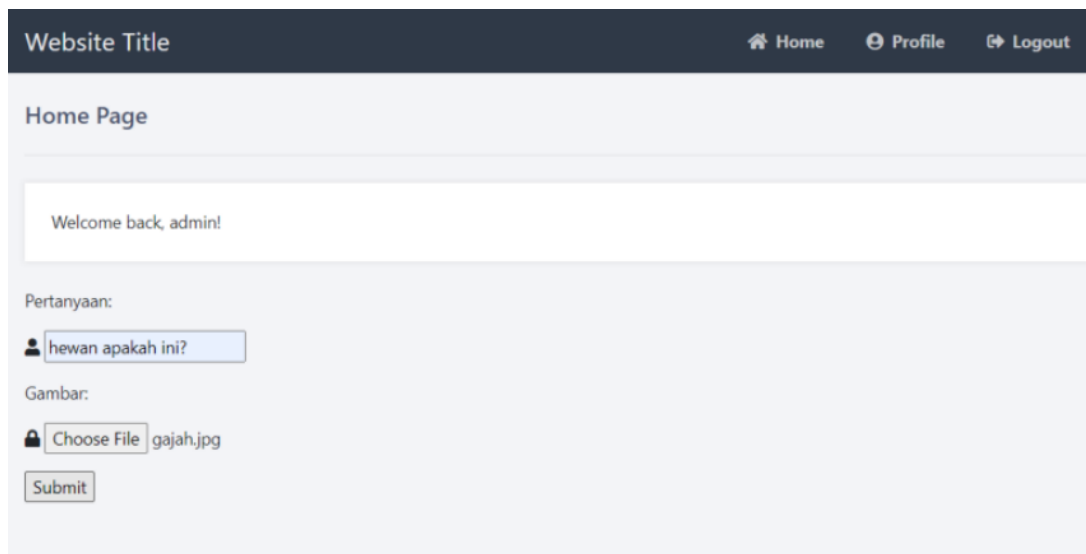 Website Title Home Profile Logout
Home Page
Welcome back, admin!
Pertanyaan:
hewan apakah ini?
Gambar:
Choose File gajah.jpg
Submit